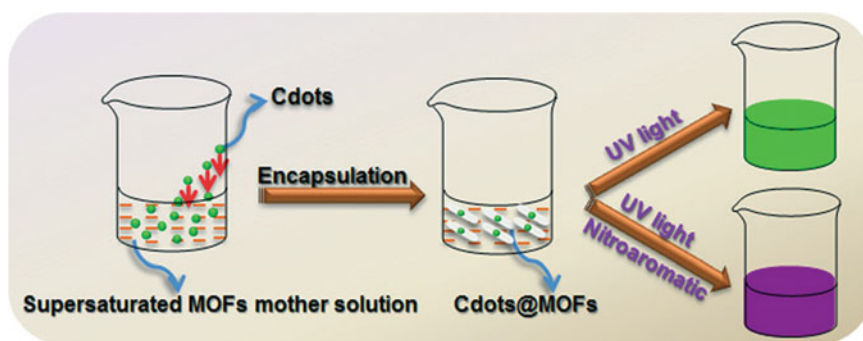 Cdots
Encapsulation
Supersaturated MOFs mother solution
Cdots@MOFs
UV light
UV light
Nitroaromatic